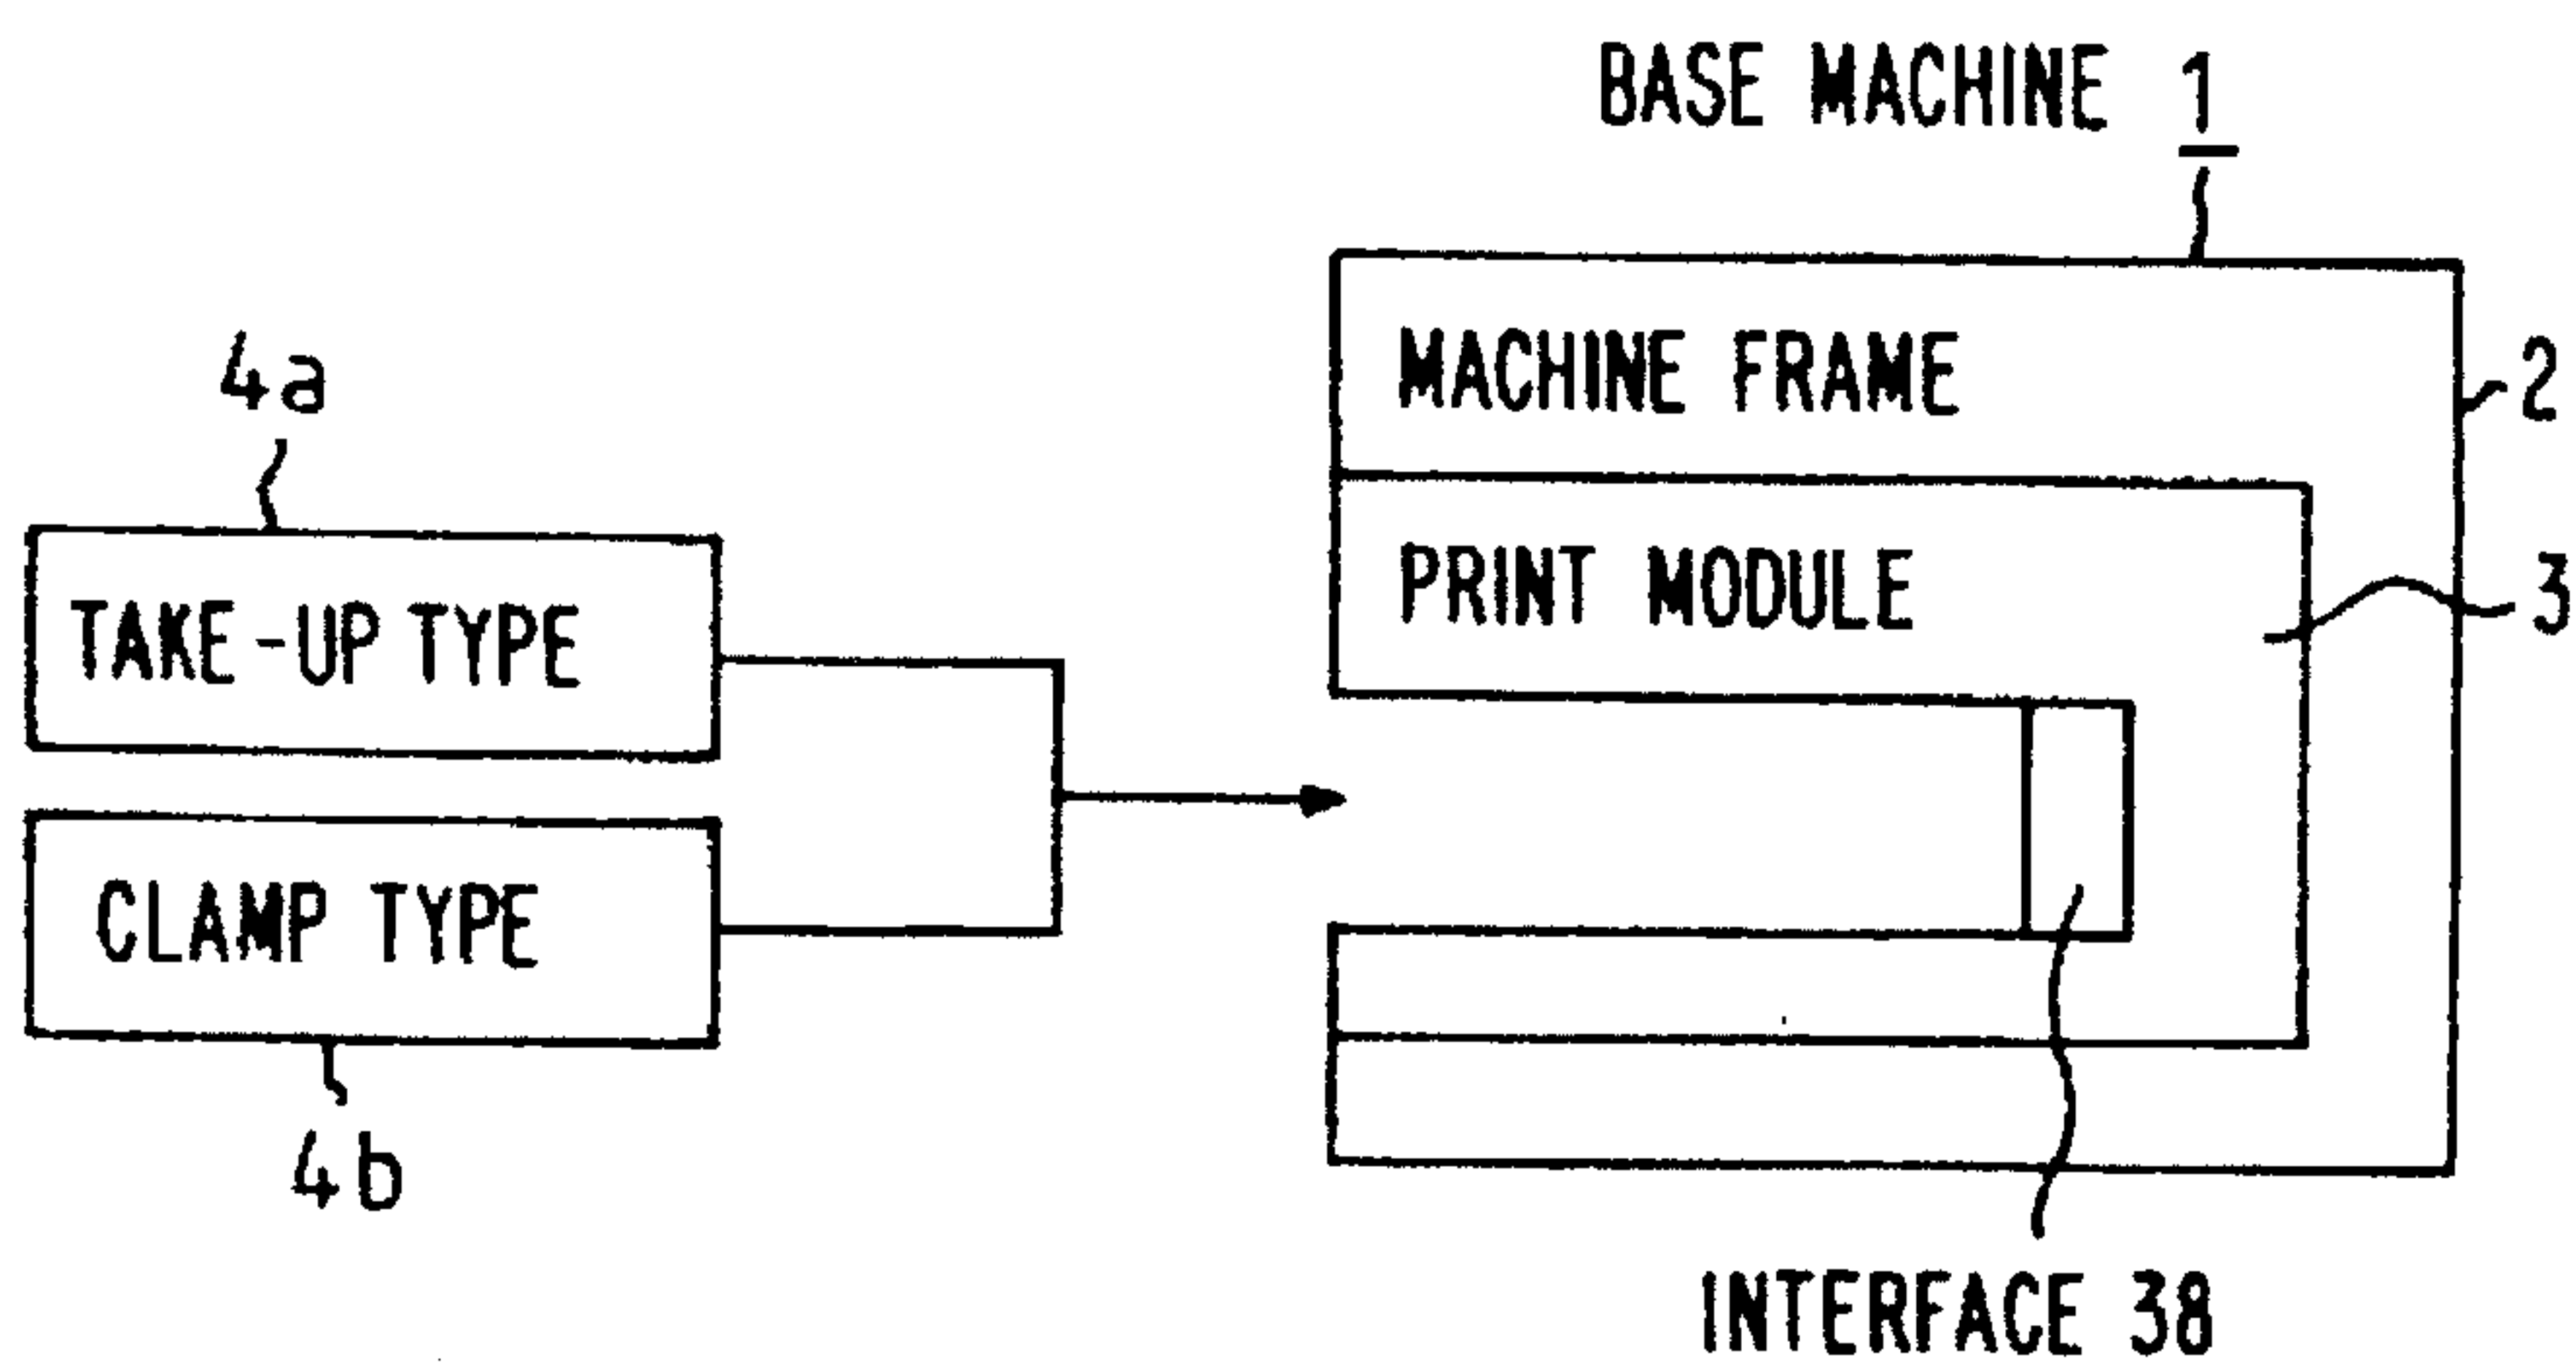 BASE MACHINE 1
MACHINE FRAME
2
4a
PRINT MODULE
3
TAKE-UP TYPE
CLAMP TYPE
4b
INTERFACE 38